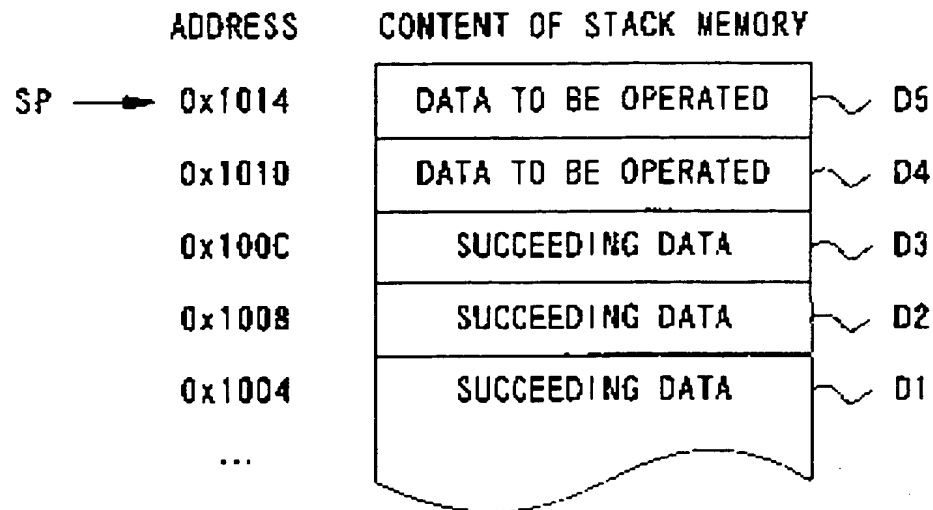 ADDRESS CONTENT OF STACK MEMORY
SP 0x1014 DATA TO BE OPERATED D5
0x1010 DATA TO BE OPERATED D4
0x100C SUCCEEDING DATA D3
0x1008 SUCCEEDING DATA D2
0x1004 SUCCEEDING DATA D1
...